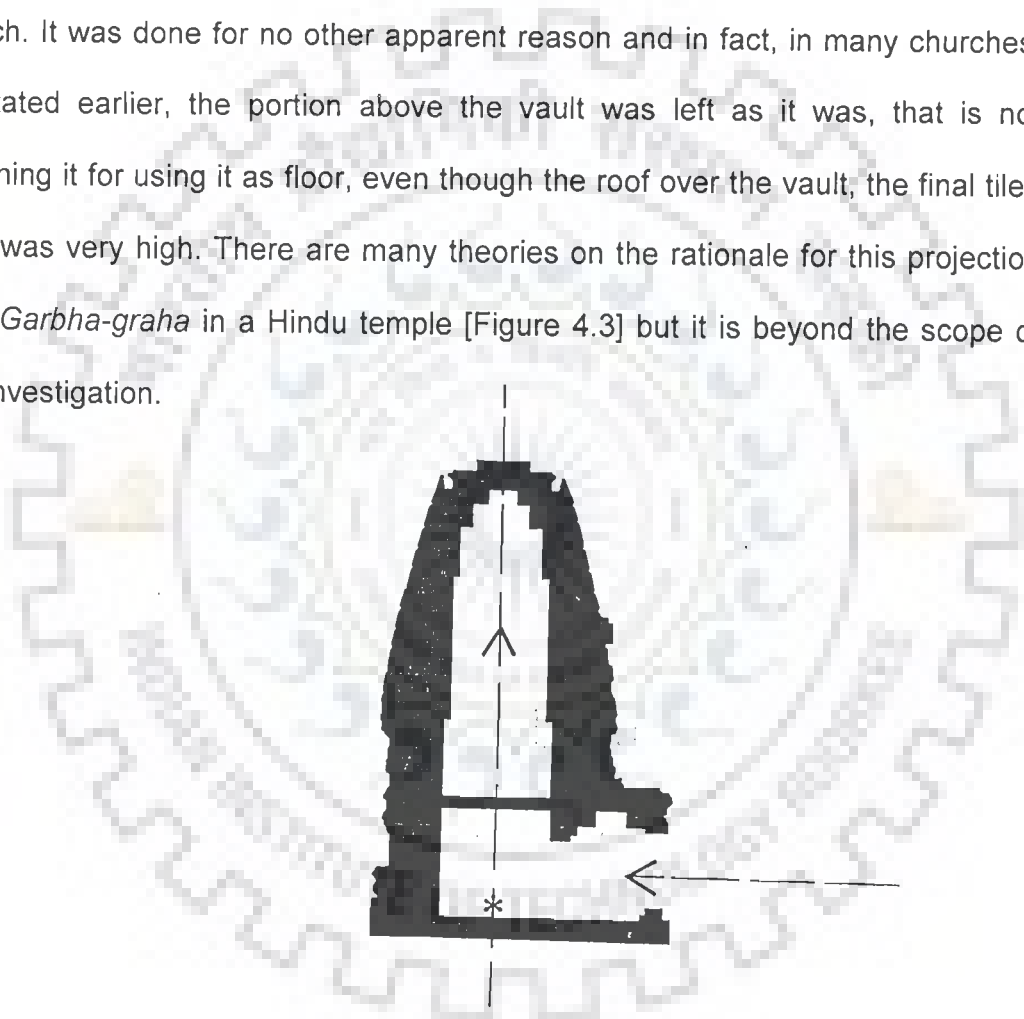 ch. It was done for no other apparent reason and in fact, in many churches
ated earlier, the portion above the vault was left as it was, that is no
ning it for using it as floor, even though the roof over the vault, the final tile
was very high. There are many theories on the rationale for this projectio
Garbha-graha in a Hindu temple [Figure 4.3] but it is beyond the scope o
nvestigation.